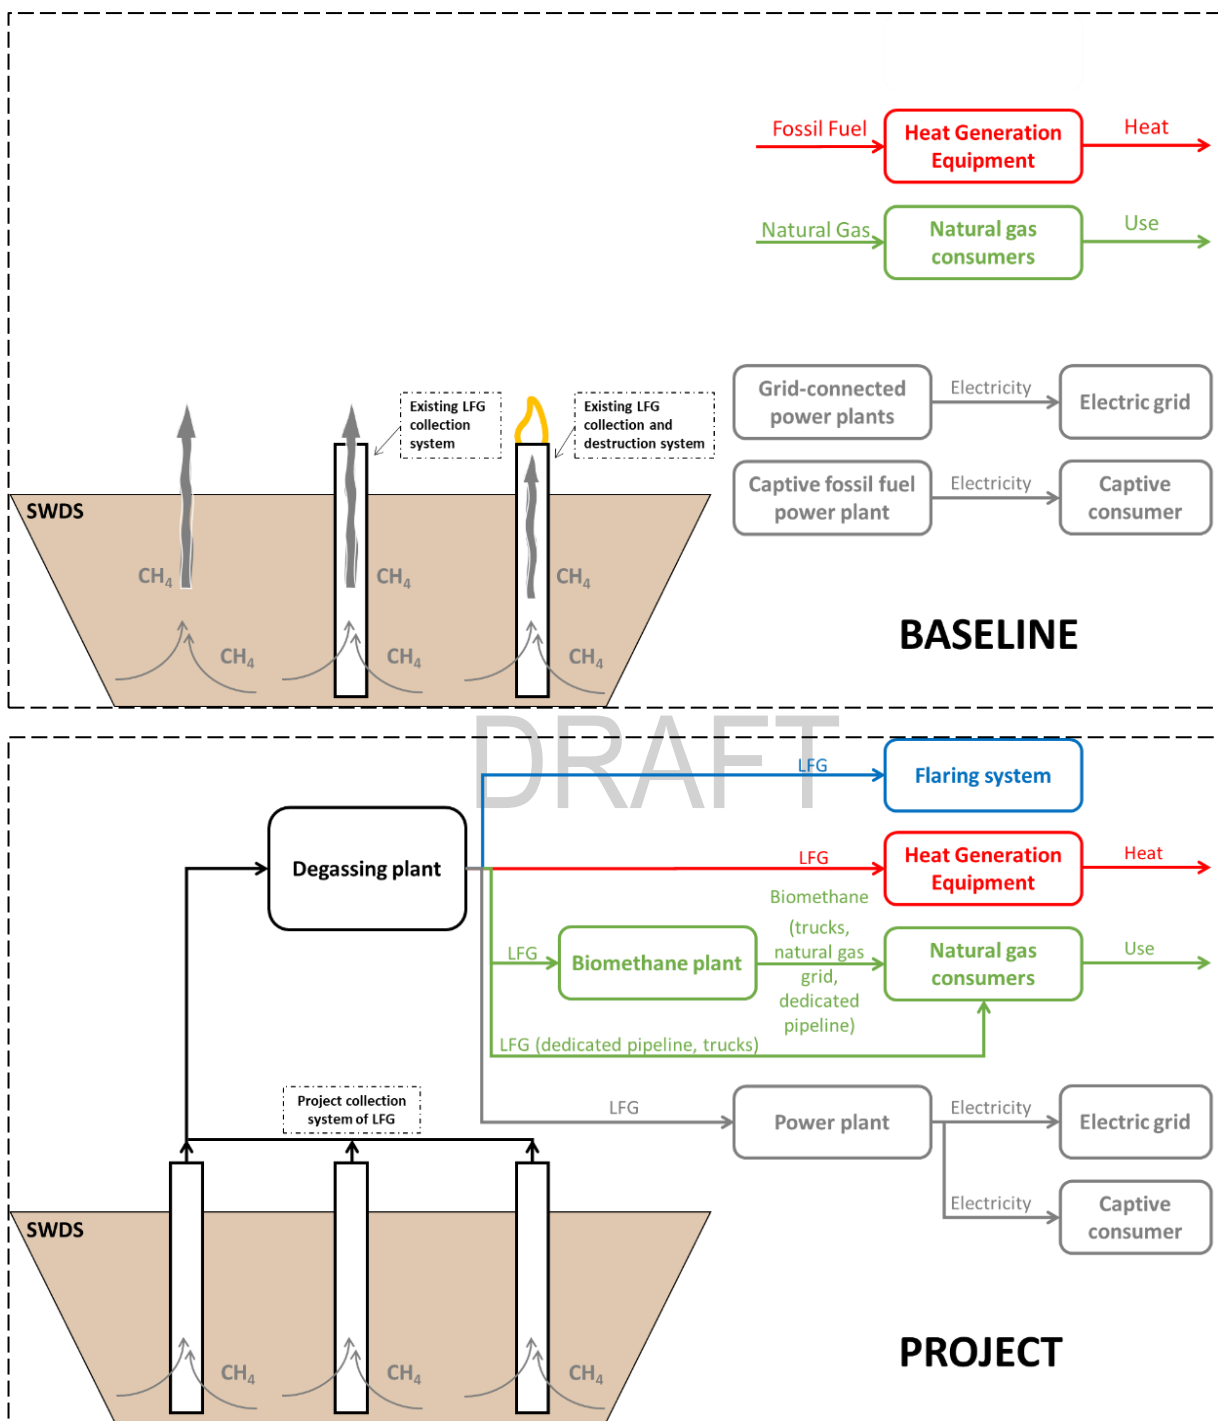 Fossil Fuel
Heat Generation
Equipment
Heat
Natural Gas
Natural gas
consumers
Use
Existing LFG
collection
system
Existing LFG
collection and
destruction system
Grid-connected
power plants
Electricity
Electric grid
Captive fossil fuel
power plant
Electricity
Captive
consumer
SWDS
CH4
CH4
CH4
CH4
CH4
CH4
BASELINE
DRAFT
LFG
Flaring system
Degassing plant
LFG
Heat Generation
Equipment
Heat
LFG
Biomethane plant
Biomethane
(trucks,
natural gas
grid,
dedicated
pipeline)
Natural gas
consumers
Use
LFG (dedicated pipeline, trucks)
Project collection
system of LFG
LFG
Power plant
Electricity
Electric grid
Electricity
Captive
consumer
SWDS
CH4
CH4
CH4
PROJECT